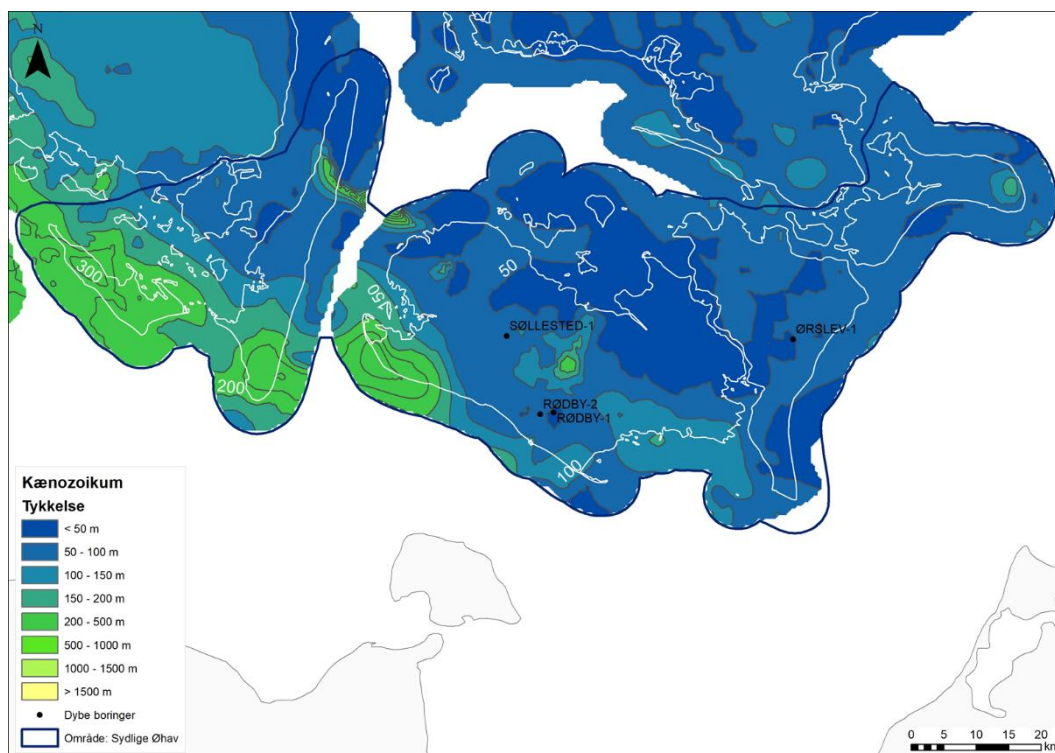 N
300
200
150
50
100
SØLLESTED-1
ØRSLEV-1
RØDBY-2
RØDBY-1
Kænozoikum
Tykkelse
< 50 m
50 - 100 m
100 - 150 m
150 - 200 m
200 - 500 m
500 - 1000 m
1000 - 1500 m
> 1500 m
Dybe boringer
Område: Sydlige Øhav
0 5 10 15 20
km